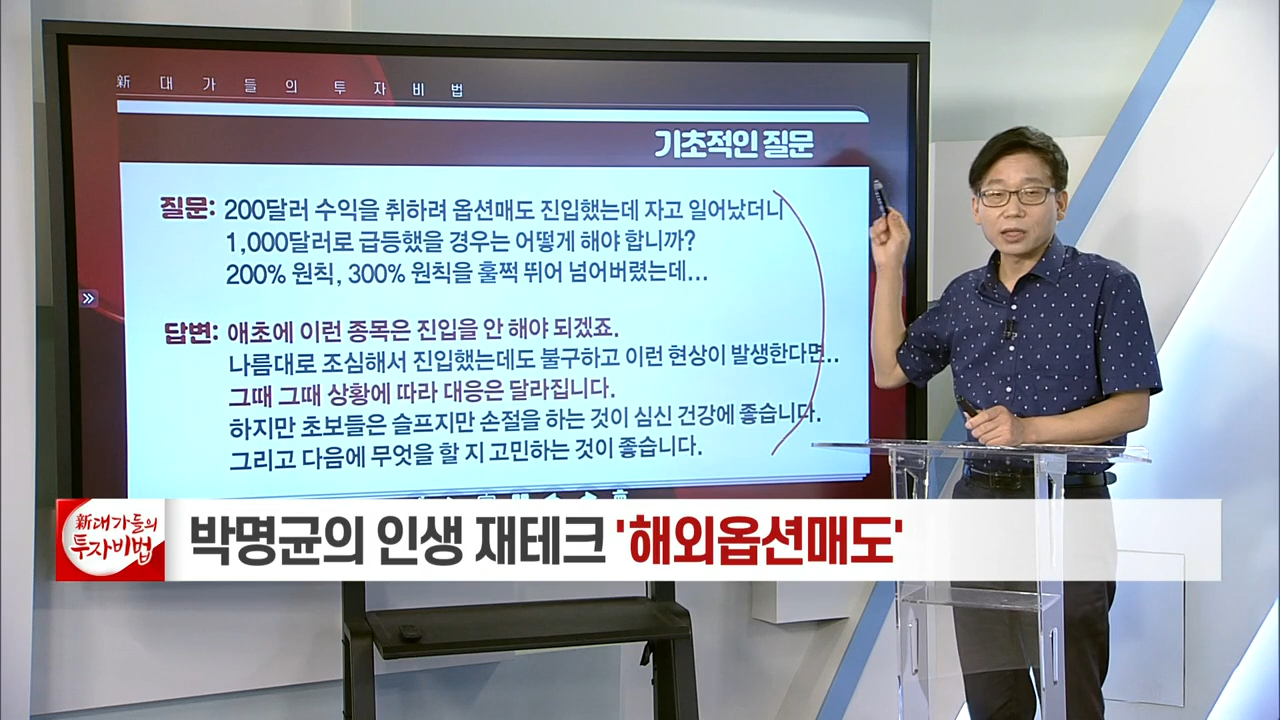 新대가들의투자비법
기초적인 질문
질문: 200달러 수익을 취하려 옵션매도 진입했는데 자고 일어났더니
1,000달러로 급등했을 경우는 어떻게 해야 합니까?
200% 원칙, 300% 원칙을 훌쩍 뛰어 넘어버렸는데...
답변: 애초에 이런 종목은 진입을 안 해야 되겠죠.
나름대로 조심해서 진입했는데도 불구하고 이런 현상이 발생한다면..
그때 그때 상황에 따라 대응은 달라집니다.
하지만 초보들은 슬프지만 손절을 하는 것이 심신 건강에 좋습니다.
그리고 다음에 무엇을 할 지 고민하는 것이 좋습니다.
新대가들의
투자비법
박명균의 인생 재테크 '해외옵션매도'